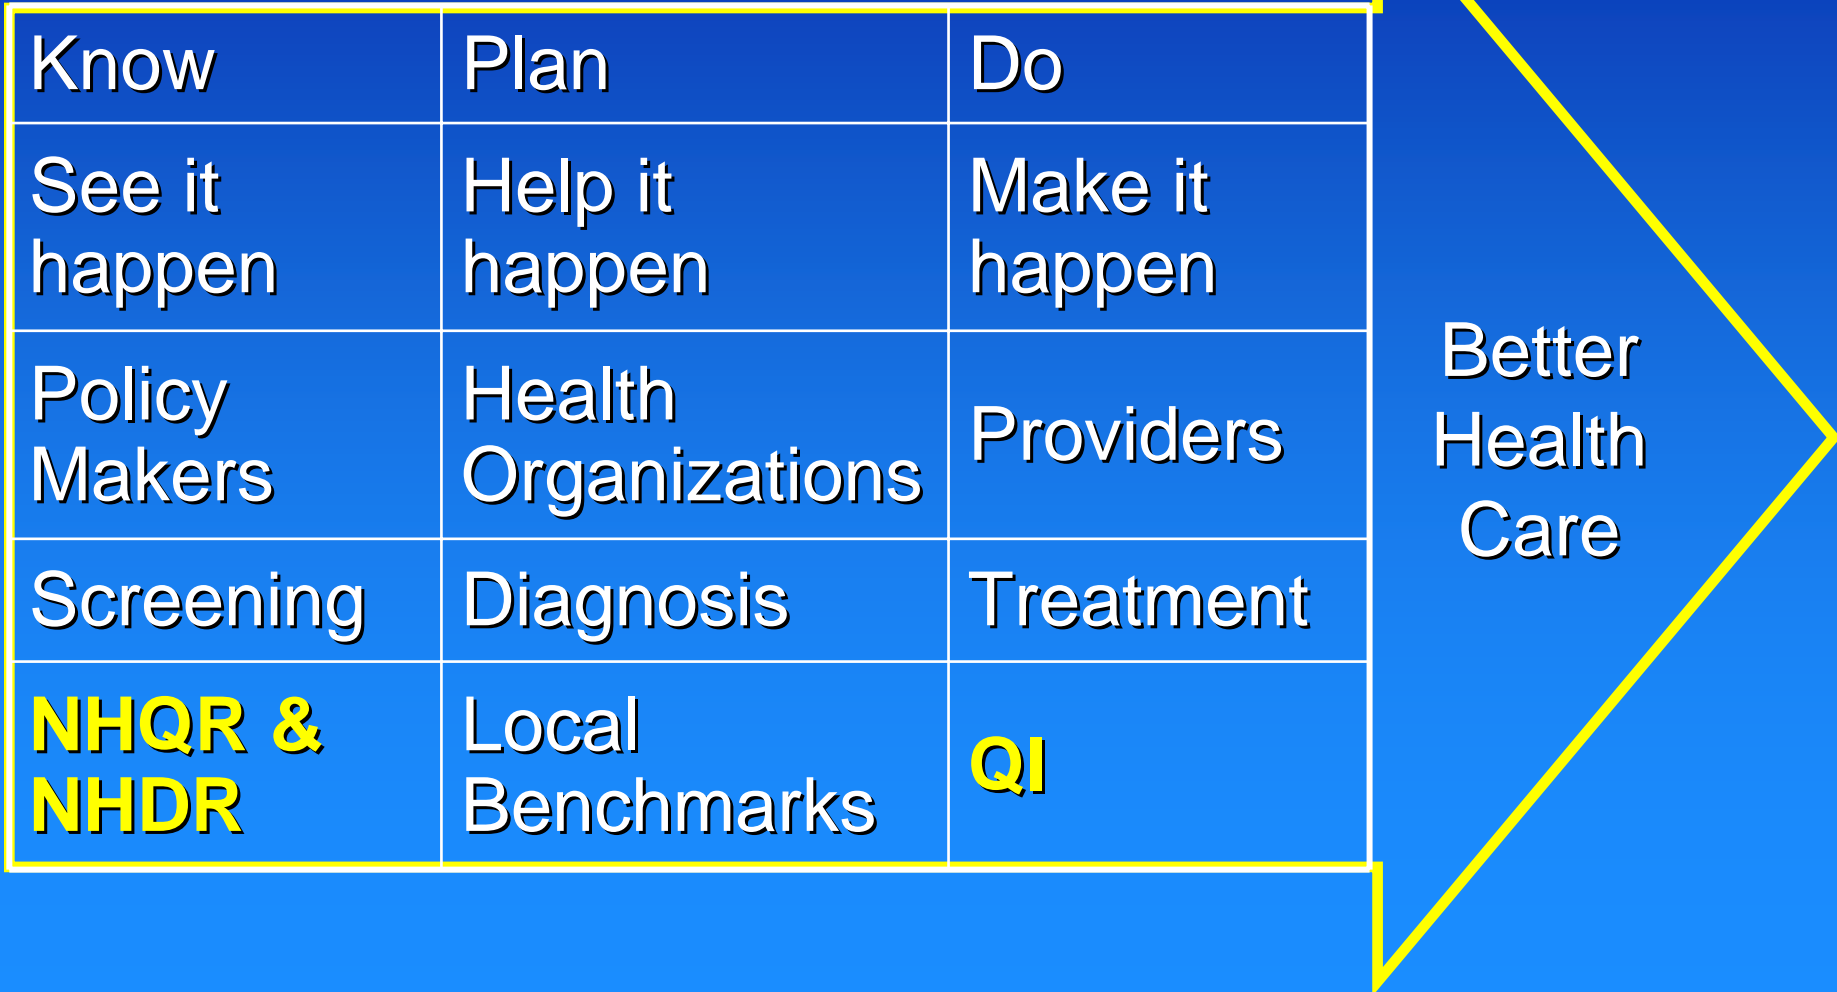 Know
Plan
Do
See it
happen
Help it
happen
Make it
happen
Policy
Makers
Health
Organizations
Providers
Screening
Diagnosis
Treatment
NHQR &
NHDR
Local
Benchmarks
QI
Better
Health
Care